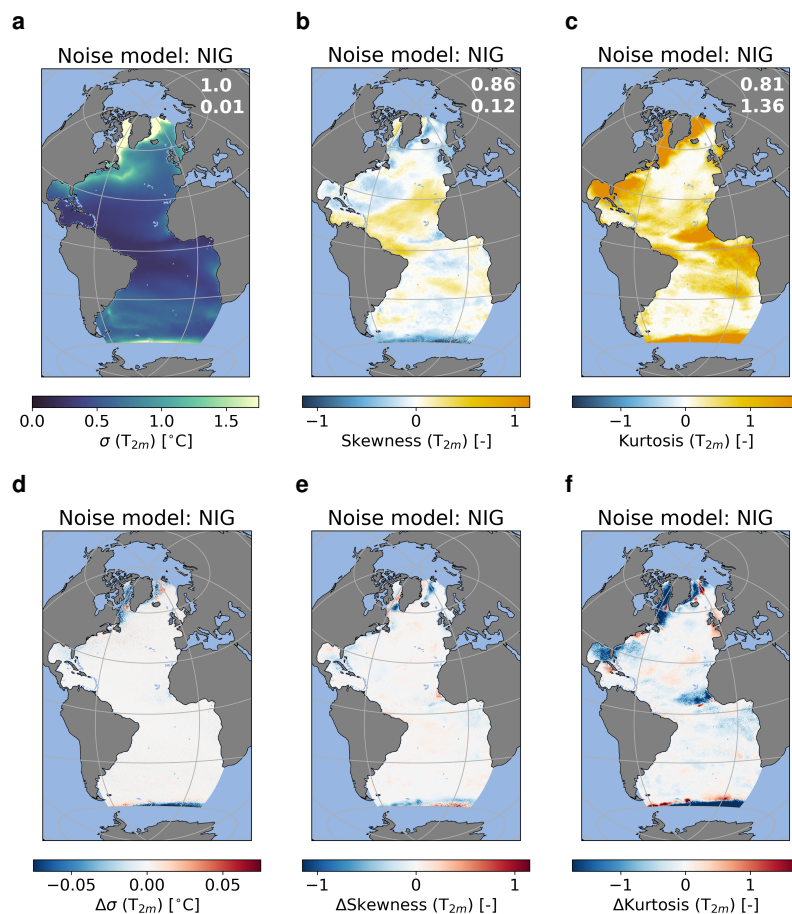 a
b
c
Noise model: NIG
Noise model: NIG
Noise model: NIG
1.0
0.01
0.86
0.12
0.81
1.36
0.0 0.5 1.0 1.5
−1 0 1
−1 0 1
σ (T2m) [°C]
Skewness (T2m) [-]
Kurtosis (T2m) [-]
d
e
f
Noise model: NIG
Noise model: NIG
Noise model: NIG
−0.05 0.00 0.05
−1 0 1
−1 0 1
Δσ (T2m) [°C]
ΔSkewness (T2m) [-]
ΔKurtosis (T2m) [-]